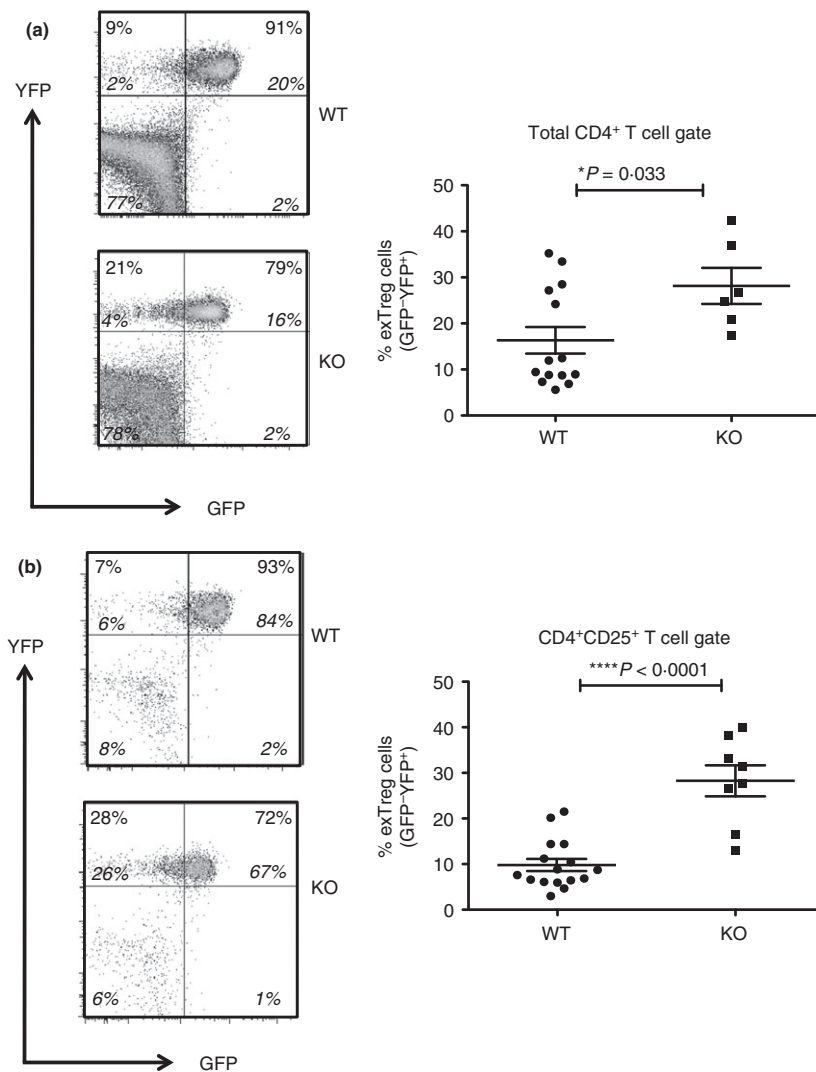 (a)
9% 91%
YFP
2% 20%
WT
77% 2%
21% 79%
4% 16%
KO
78% 2%
GFP
Total CD4⁺ T cell gate
*P = 0·033
50
40
30
20
10
0
% exTreg cells
(GFP⁻YFP⁺)
WT KO
(b)
7% 93%
YFP
6% 84%
WT
8% 2%
28% 72%
26% 67%
KO
6% 1%
GFP
CD4⁺CD25⁺ T cell gate
****P < 0·0001
50
40
30
20
10
0
% exTreg cells
(GFP⁻YFP⁺)
WT KO